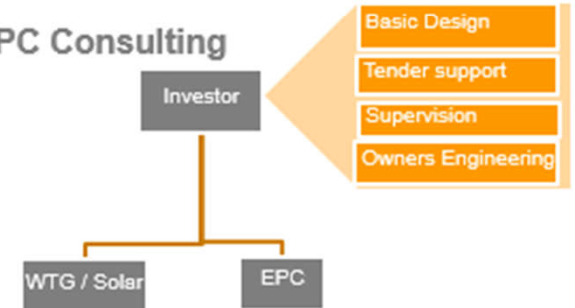 PC Consulting
Investor
Basic Design
Tender support
Supervision
Owners Engineering
WTG / Solar
EPC